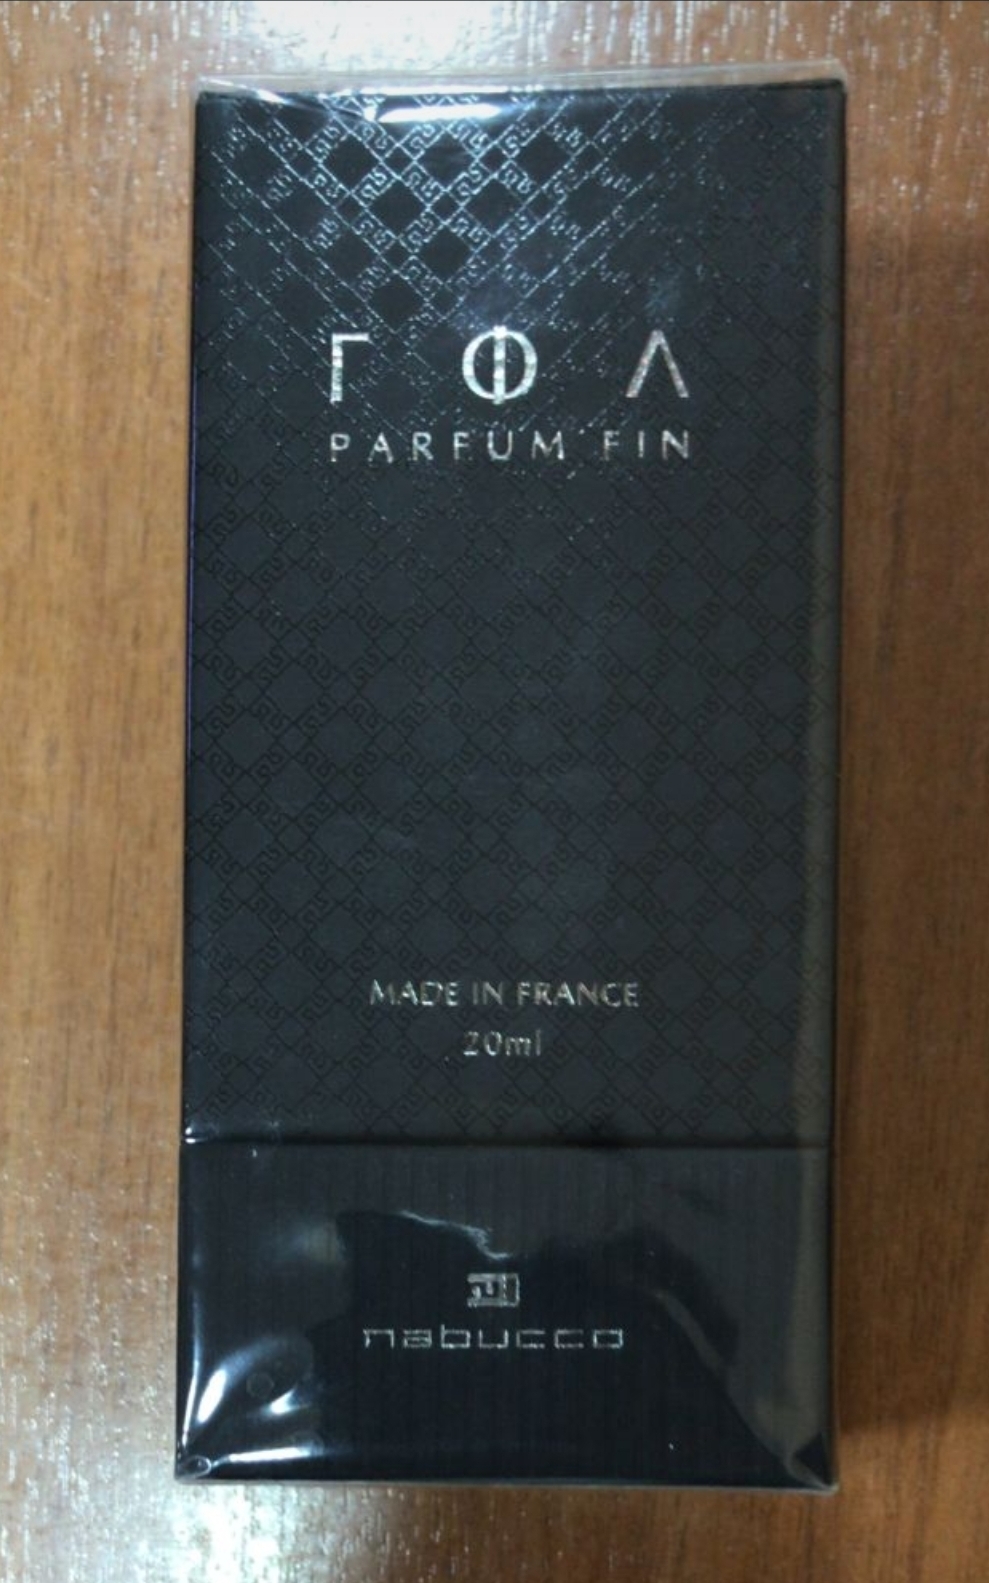 Γ Φ Λ
PARFUM FIN
MADE IN FRANCE
20ml
nabucco